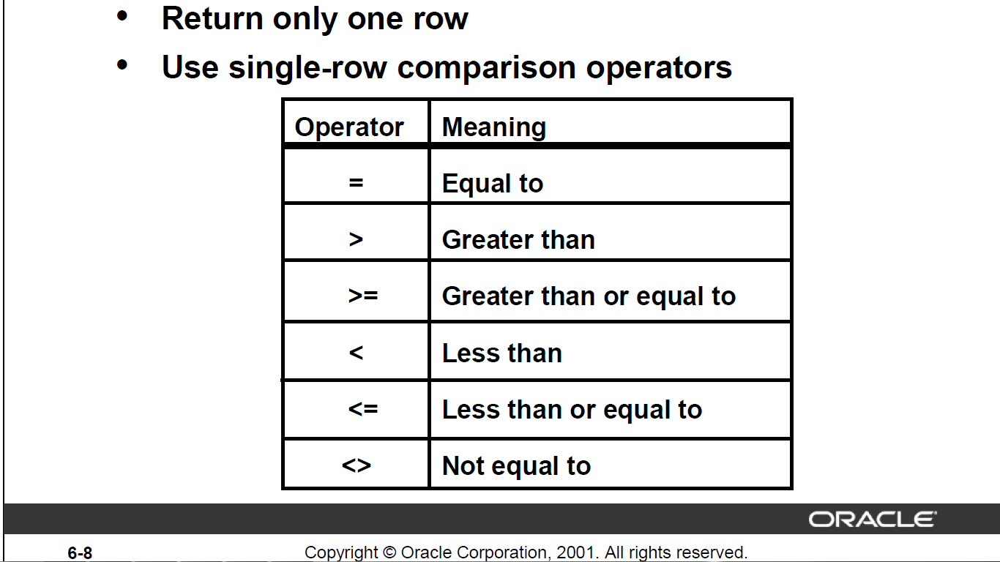 • Return only one row
• Use single-row comparison operators
Operator Meaning
= Equal to
> Greater than
>= Greater than or equal to
< Less than
<= Less than or equal to
<> Not equal to
ORACLE®
6-8 Copyright © Oracle Corporation, 2001. All rights reserved.